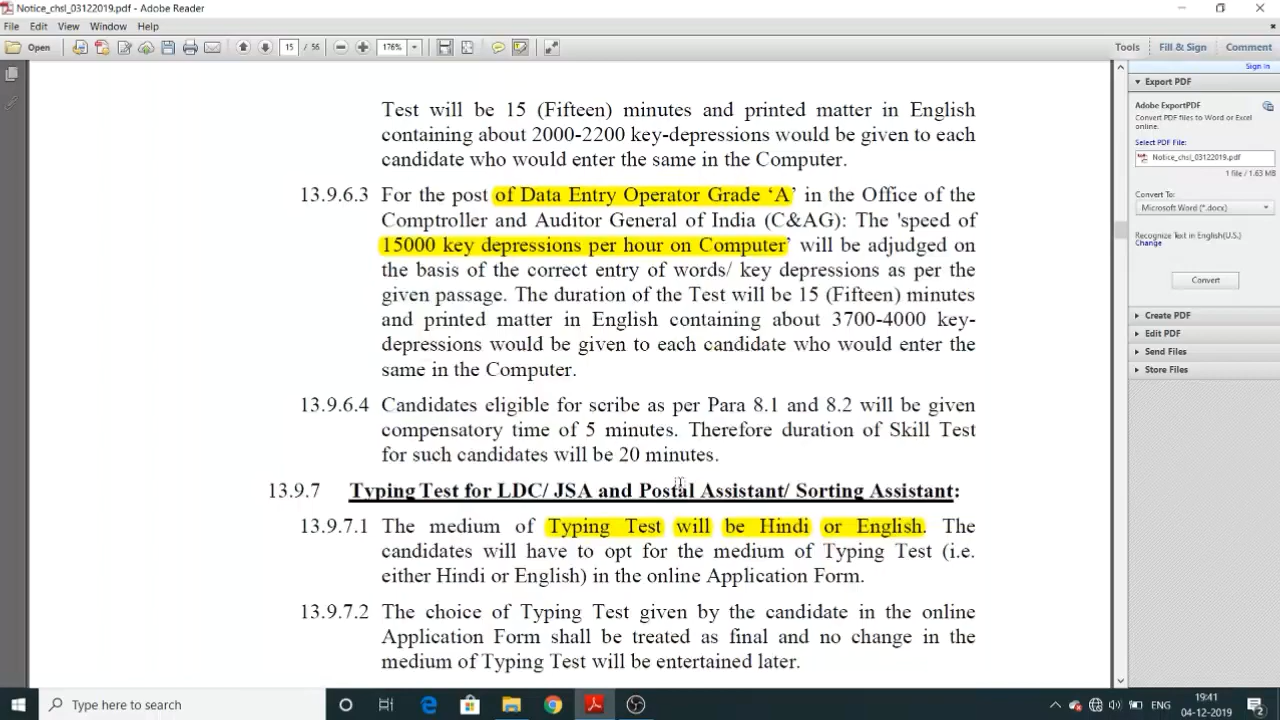 Notice_chsl_03122019.pdf - Adobe Reader
File Edit View Window Help
Open 15 / 56 176% Tools Fill & Sign Comment
Sign In
Test will be 15 (Fifteen) minutes and printed matter in English
containing about 2000-2200 key-depressions would be given to each
candidate who would enter the same in the Computer.
13.9.6.3 For the post of Data Entry Operator Grade ‘A’ in the Office of the
Comptroller and Auditor General of India (C&AG): The 'speed of
15000 key depressions per hour on Computer’ will be adjudged on
the basis of the correct entry of words/ key depressions as per the
given passage. The duration of the Test will be 15 (Fifteen) minutes
and printed matter in English containing about 3700-4000 key-
depressions would be given to each candidate who would enter the
same in the Computer.
13.9.6.4 Candidates eligible for scribe as per Para 8.1 and 8.2 will be given
compensatory time of 5 minutes. Therefore duration of Skill Test
for such candidates will be 20 minutes.
13.9.7 Typing Test for LDC/ JSA and Postal Assistant/ Sorting Assistant:
13.9.7.1 The medium of Typing Test will be Hindi or English. The
candidates will have to opt for the medium of Typing Test (i.e.
either Hindi or English) in the online Application Form.
13.9.7.2 The choice of Typing Test given by the candidate in the online
Application Form shall be treated as final and no change in the
medium of Typing Test will be entertained later.
Export PDF
Adobe ExportPDF
Convert PDF files to Word or Excel
online.
Select PDF File:
Notice_chsl_03122019.pdf
1 file / 1.63 MB
Convert To:
Microsoft Word (*.docx)
Recognize Text in English(U.S.)
Change
Convert
Create PDF
Edit PDF
Send Files
Store Files
Type here to search
ENG
19:41
04-12-2019
2